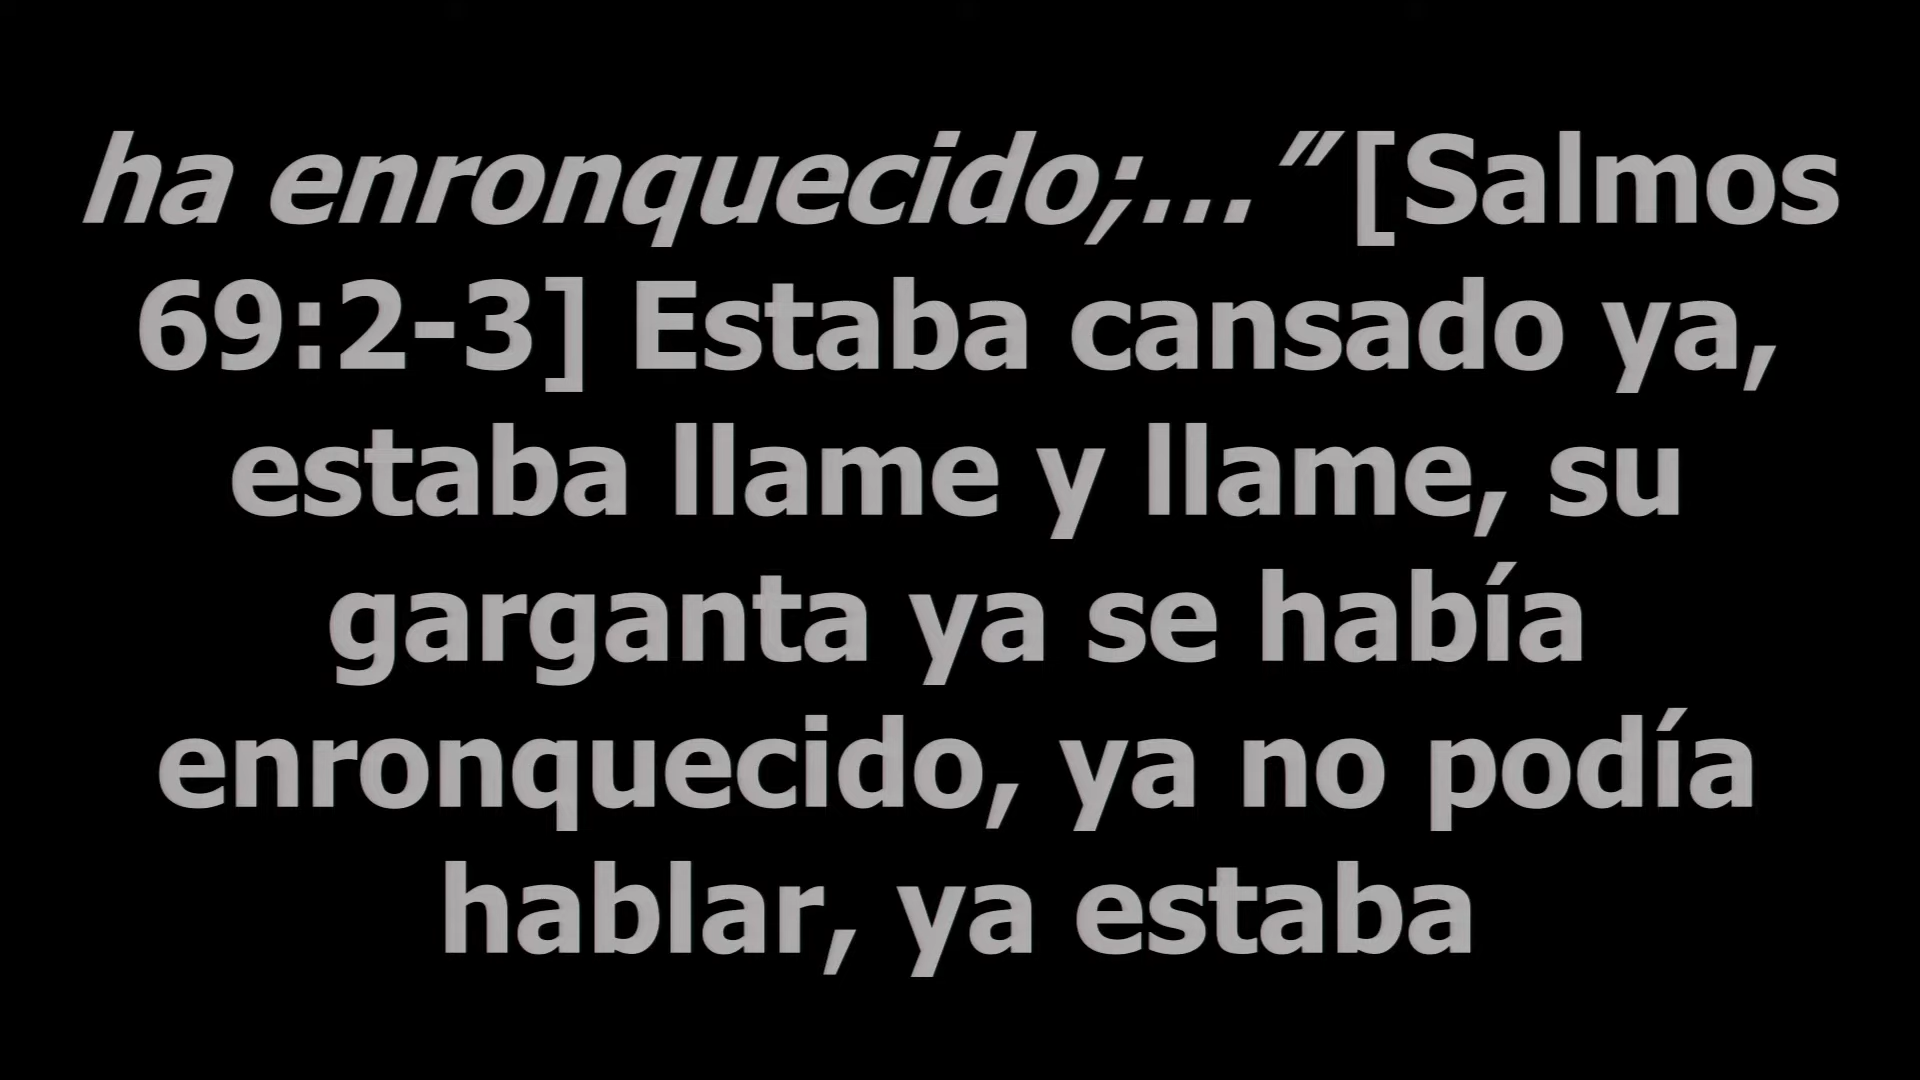 ha enronquecido;...” [Salmos
69:2-3] Estaba cansado ya,
estaba llame y llame, su
garganta ya se había
enronquecido, ya no podía
hablar, ya estaba